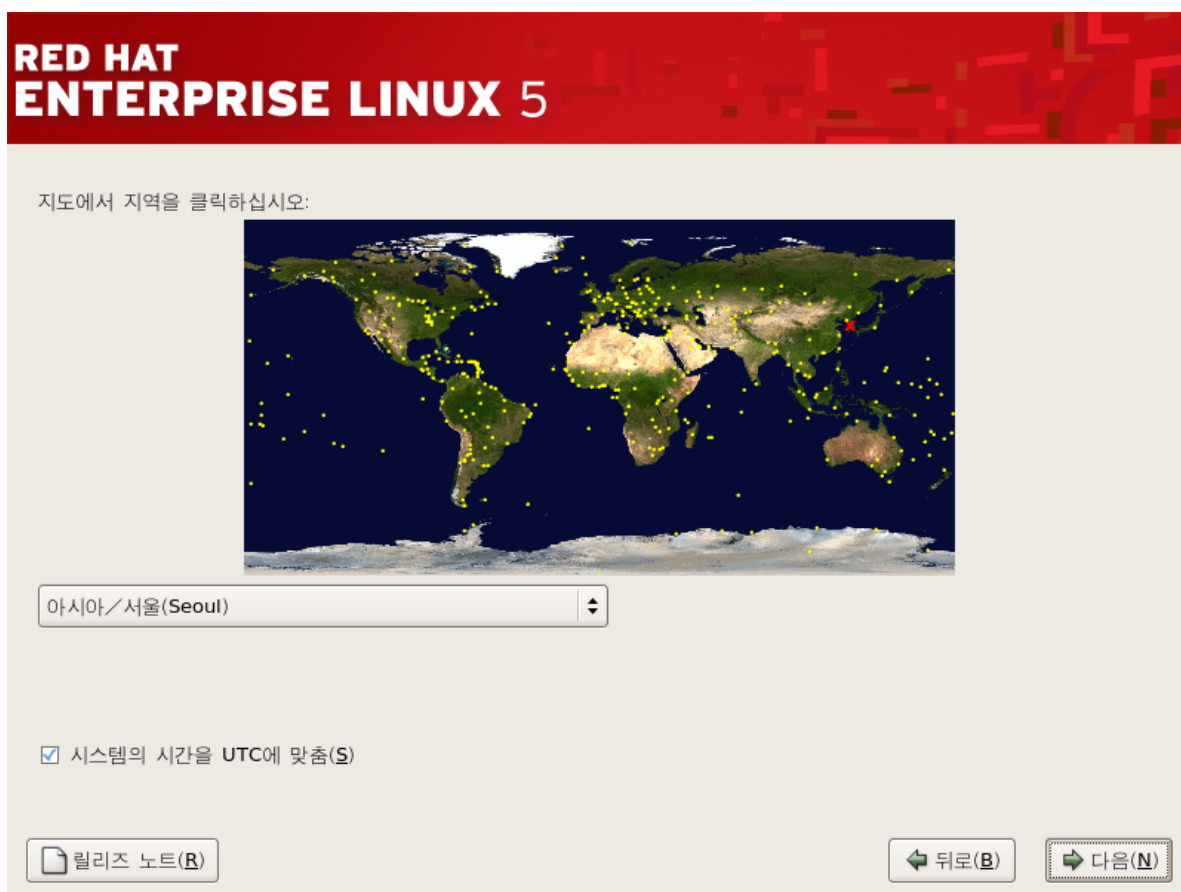 RED HAT
ENTERPRISE LINUX 5
지도에서 지역을 클릭하십시오:
아시아/서울(Seoul)
시스템의 시간을 UTC에 맞춤(S)
릴리즈 노트(R)
뒤로(B)
다음(N)